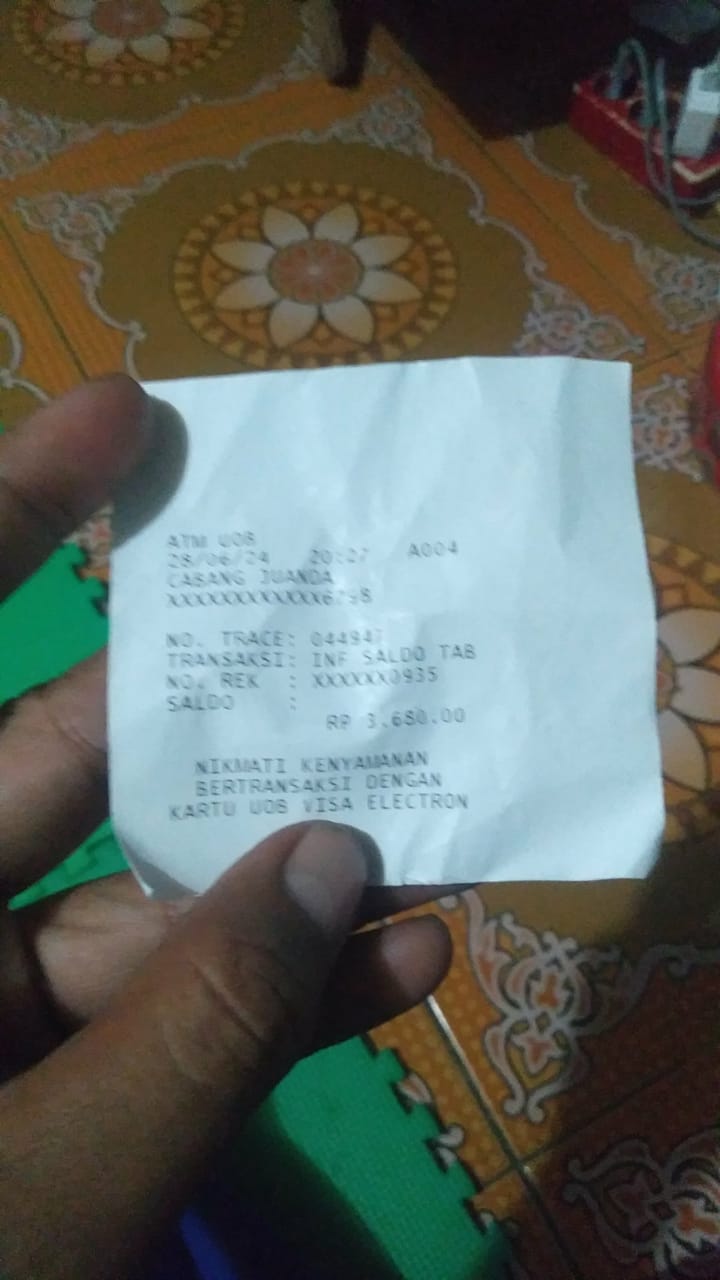 ATM UOB
28/06/24 20:27 A004
CABANG JUANDA
XXXXXXXXXXXX6298
NO. TRACE: 044947
TRANSAKSI: INF SALDO TAB
NO. REK : XXXXXX0935
SALDO :
RP 3.680.00
NIKMATI KENYAMANAN
BERTRANSAKSI DENGAN
KARTU UOB VISA ELECTRON